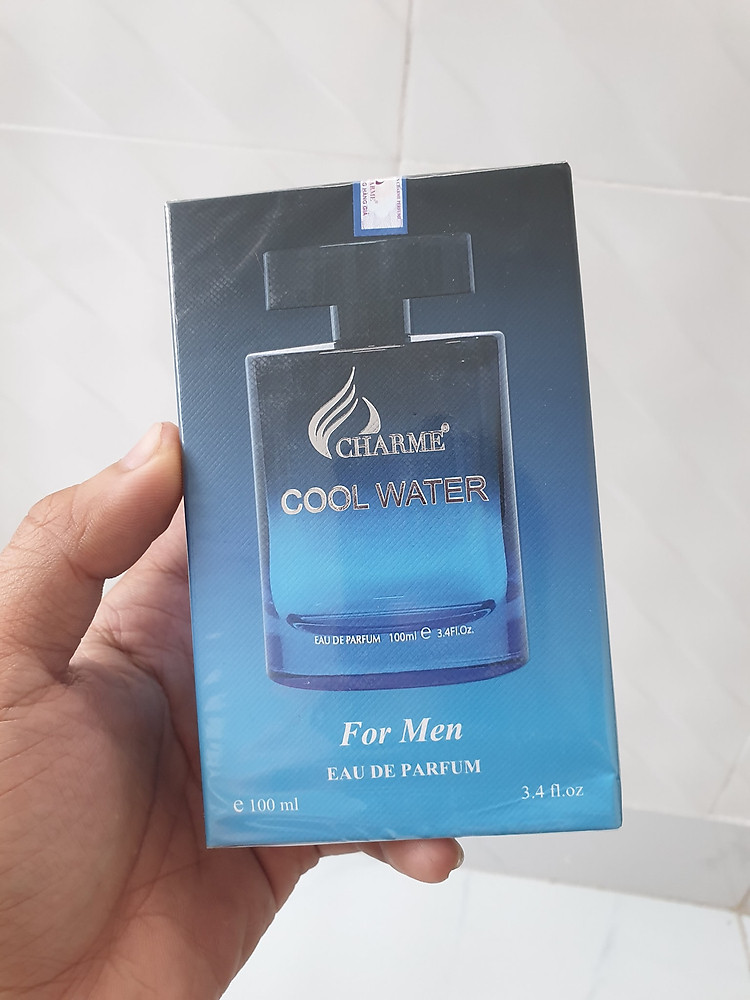 CHARME®
COOL WATER
EAU DE PARFUM 100ml e 3.4Fl.Oz.
For Men
EAU DE PARFUM
e 100 ml
3.4 fl.oz